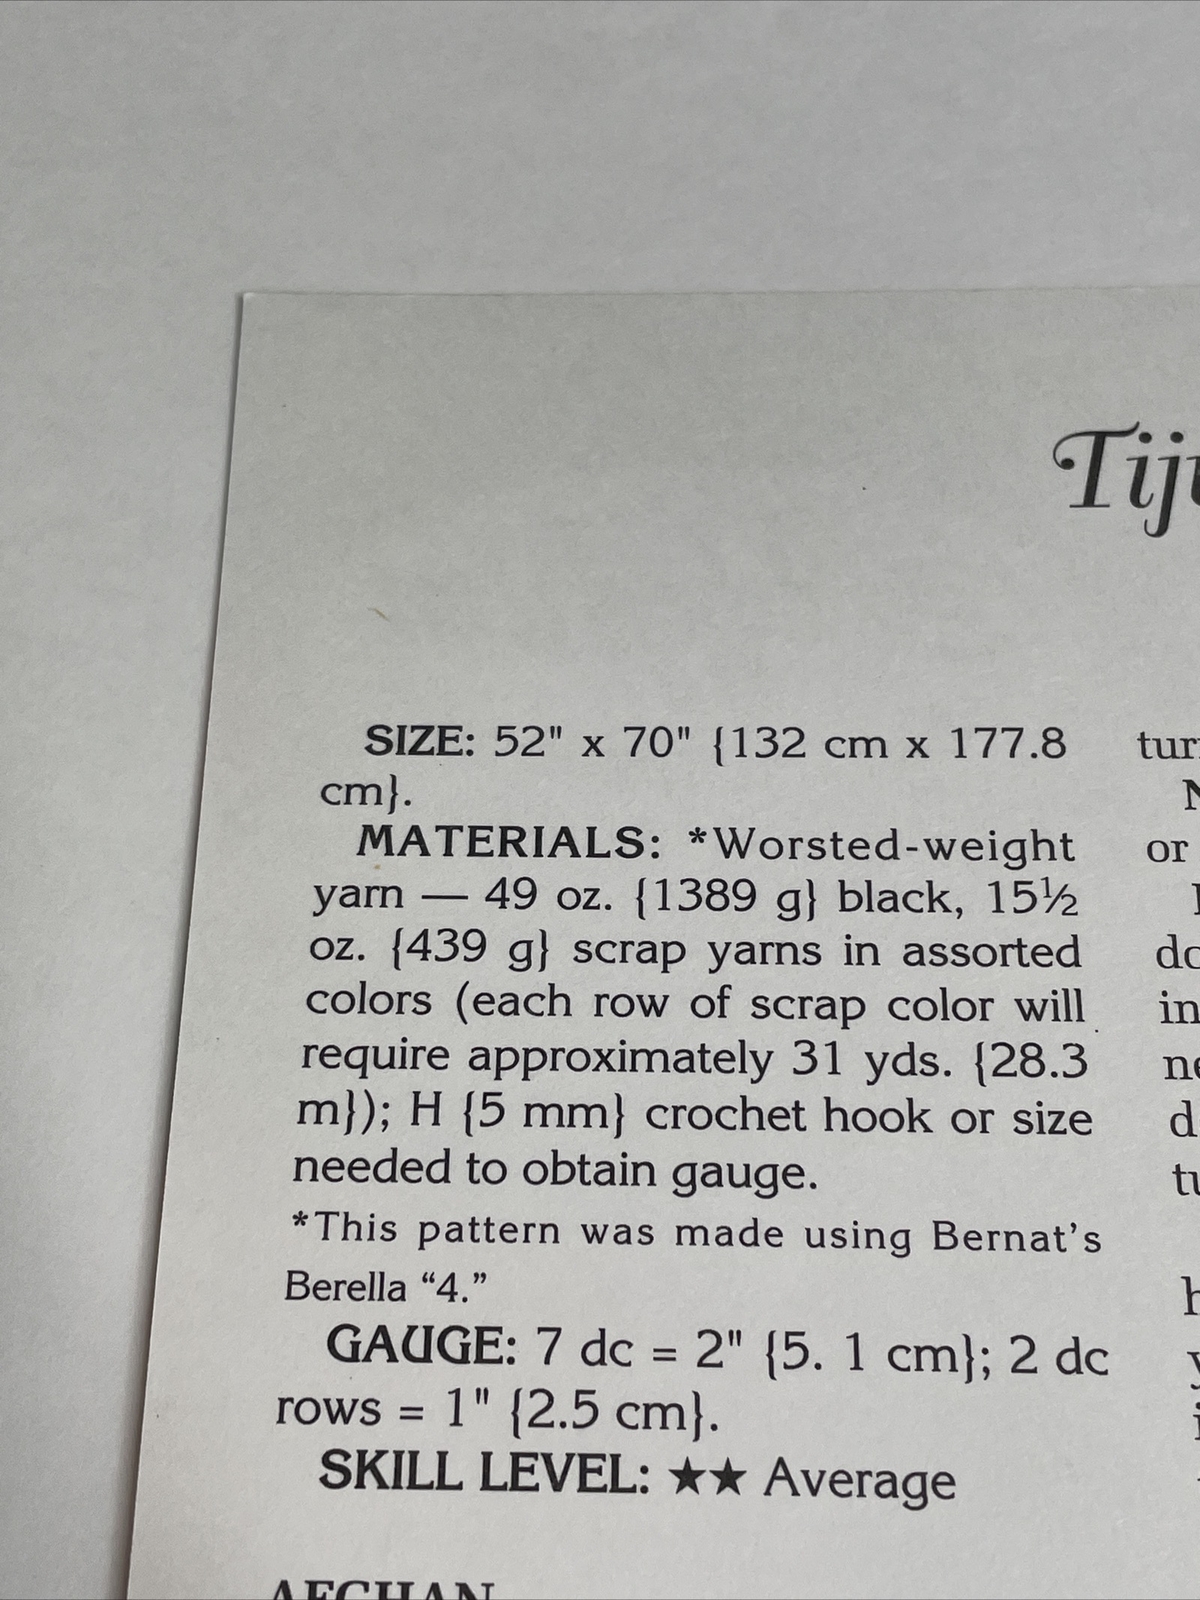 SIZE: 52" x 70" {132 cm x 177.8
cm}.
MATERIALS: *Worsted-weight
yarn — 49 oz. {1389 g} black, 15½
oz. {439 g} scrap yarns in assorted
colors (each row of scrap color will
require approximately 31 yds. {28.3
m}); H {5 mm} crochet hook or size
needed to obtain gauge.
*This pattern was made using Bernat's
Berella “4.”
GAUGE: 7 dc = 2" {5. 1 cm}; 2 dc
rows = 1" {2.5 cm}.
SKILL LEVEL: ★★ Average
AFGHAN
or